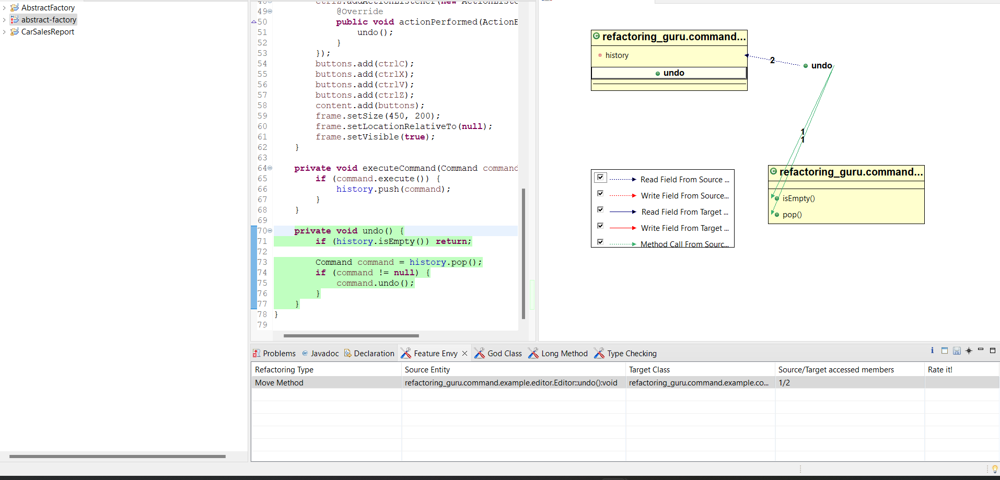 AbstractFactory
abstract-factory
CarSalesReport
48
ctrlZ.addActionListener(new ActionListe
49 @Override
50 public void actionPerformed(ActionE
51 undo();
52 }
53 });
54 buttons.add(ctrlC);
55 buttons.add(ctrlX);
56 buttons.add(ctrlV);
57 buttons.add(ctrlZ);
58 content.add(buttons);
59 frame.setSize(450, 200);
60 frame.setLocationRelativeTo(null);
61 frame.setVisible(true);
62 }
63
64 private void executeCommand(Command command
65 if (command.execute()) {
66 history.push(command);
67 }
68 }
69
70 private void undo() {
71 if (history.isEmpty()) return;
72
73 Command command = history.pop();
74 if (command != null) {
75 command.undo();
76 }
77 }
78 }
79
refactoring_guru.command...
history
undo
2
undo
1
1
refactoring_guru.command...
isEmpty()
pop()
Read Field From Source ...
Write Field From Source...
Read Field From Target ...
Write Field From Target ...
Method Call From Sourc...
Problems Javadoc Declaration Feature Envy God Class Long Method Type Checking
Refactoring Type Source Entity Target Class Source/Target accessed members Rate it!
Move Method refactoring_guru.command.example.editor.Editor::undo():void refactoring_guru.command.example.co... 1/2